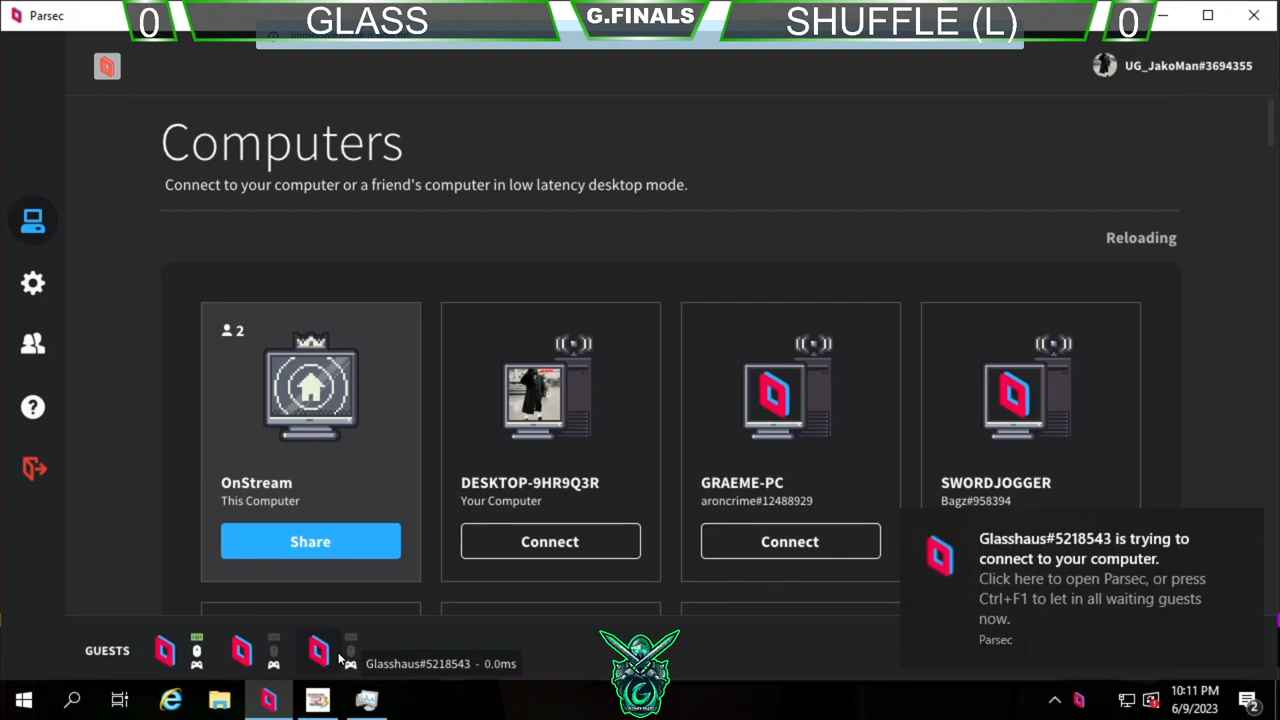 Parsec
0
GLASS
G.FINALS
SHUFFLE (L)
0
UG_JakoMan#3694355
Computers
Connect to your computer or a friend's computer in low latency desktop mode.
Reloading
2
OnStream
This Computer
Share
DESKTOP-9HR9Q3R
Your Computer
Connect
GRAEME-PC
aroncrime#12488929
Connect
SWORDJOGGER
Bagz#958394
Glasshaus#5218543 is trying to
connect to your computer.
Click here to open Parsec, or press
Ctrl+F1 to let in all waiting guests
now.
Parsec
GUESTS
Glasshaus#5218543 - 0.0ms
10:11 PM
6/9/2023
2